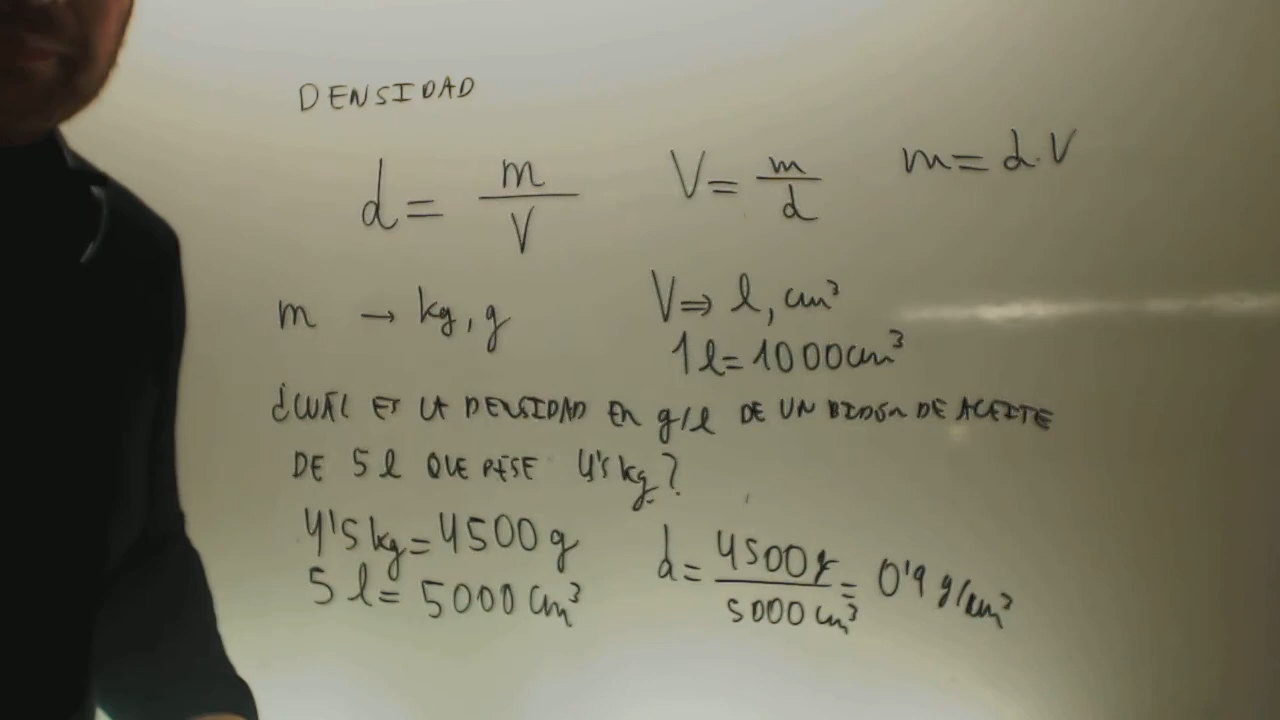 DENSIDAD
d = m/V V = m/d m = d·V
m → kg, g V ⇒ l, cm³
1 l = 1000 cm³
¿CUÁL ES LA DENSIDAD EN g/l DE UN BIDÓN DE ACEITE
DE 5 l QUE PESE 4's kg?
4'5 kg = 4500 g
5 l = 5000 cm³
d = 4500 g / 5000 cm³ = 0'9 g/cm³